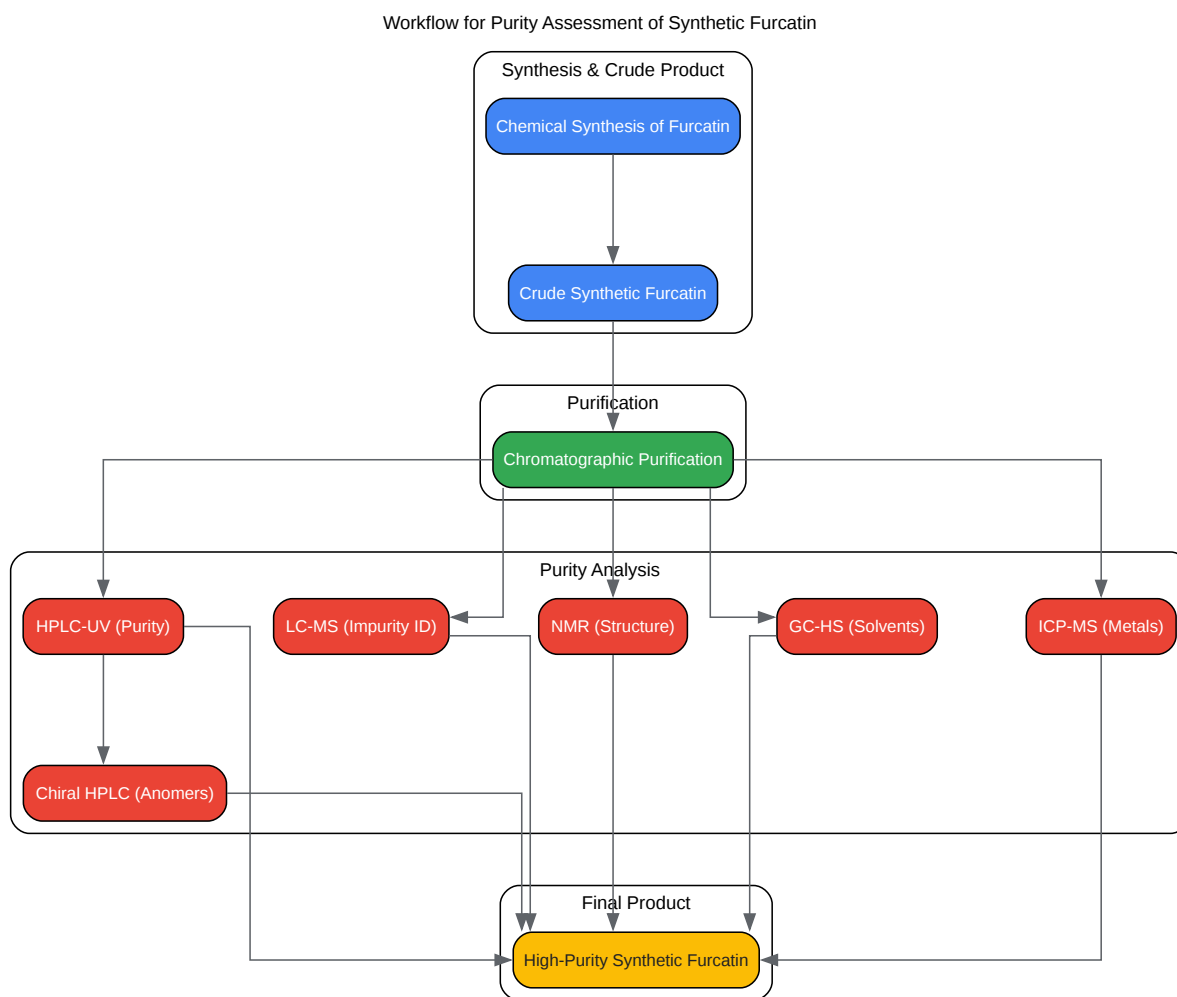 Workflow for Purity Assessment of Synthetic Furcatin
Synthesis & Crude Product
Chemical Synthesis of Furcatin
Crude Synthetic Furcatin
Purification
Chromatographic Purification
Purity Analysis
HPLC-UV (Purity)
LC-MS (Impurity ID)
NMR (Structure)
GC-HS (Solvents)
ICP-MS (Metals)
Chiral HPLC (Anomers)
Final Product
High-Purity Synthetic Furcatin